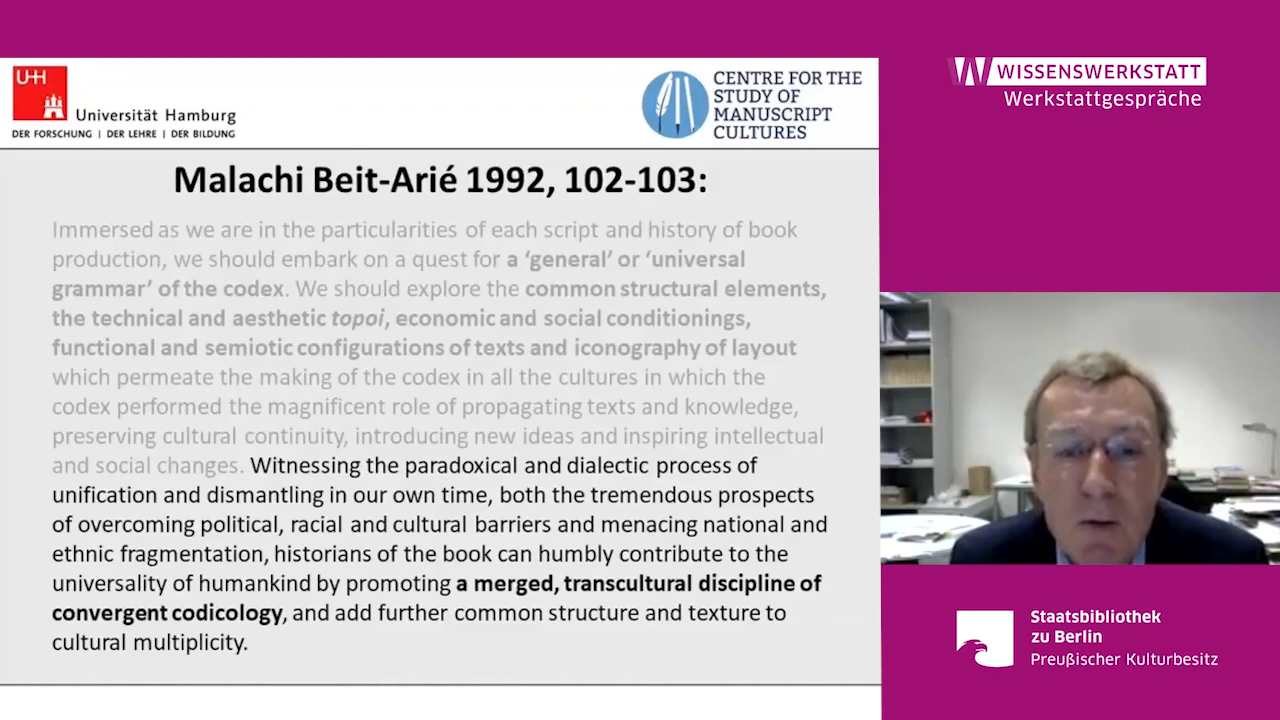 UHH
Universität Hamburg
DER FORSCHUNG | DER LEHRE | DER BILDUNG
CENTRE FOR THE
STUDY OF
MANUSCRIPT
CULTURES
Malachi Beit-Arié 1992, 102-103:
Immersed as we are in the particularities of each script and history of book
production, we should embark on a quest for a ‘general’ or ‘universal
grammar’ of the codex. We should explore the common structural elements,
the technical and aesthetic topoi, economic and social conditionings,
functional and semiotic configurations of texts and iconography of layout
which permeate the making of the codex in all the cultures in which the
codex performed the magnificent role of propagating texts and knowledge,
preserving cultural continuity, introducing new ideas and inspiring intellectual
and social changes. Witnessing the paradoxical and dialectic process of
unification and dismantling in our own time, both the tremendous prospects
of overcoming political, racial and cultural barriers and menacing national and
ethnic fragmentation, historians of the book can humbly contribute to the
universality of humankind by promoting a merged, transcultural discipline of
convergent codicology, and add further common structure and texture to
cultural multiplicity.
W WISSENSWERKSTATT
Werkstattgespräche
Staatsbibliothek
zu Berlin
Preußischer Kulturbesitz